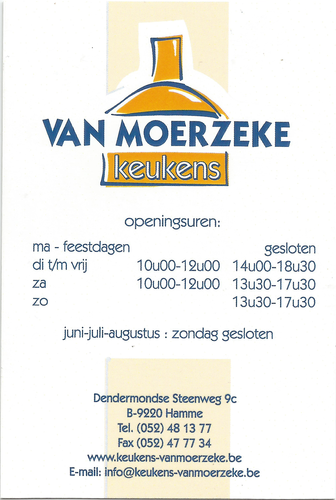 VAN MOERZEKE
keukens
openingsuren:
ma - feestdagen gesloten
di t/m vrij 10u00-12u00 14u00-18u30
za 10u00-12u00 13u30-17u30
zo 13u30-17u30
juni-juli-augustus : zondag gesloten
Dendermondse Steenweg 9c
B-9220 Hamme
Tel. (052) 48 13 77
Fax (052) 47 77 34
www.keukens-vanmoerzeke.be
E-mail: info@keukens-vanmoerzeke.be